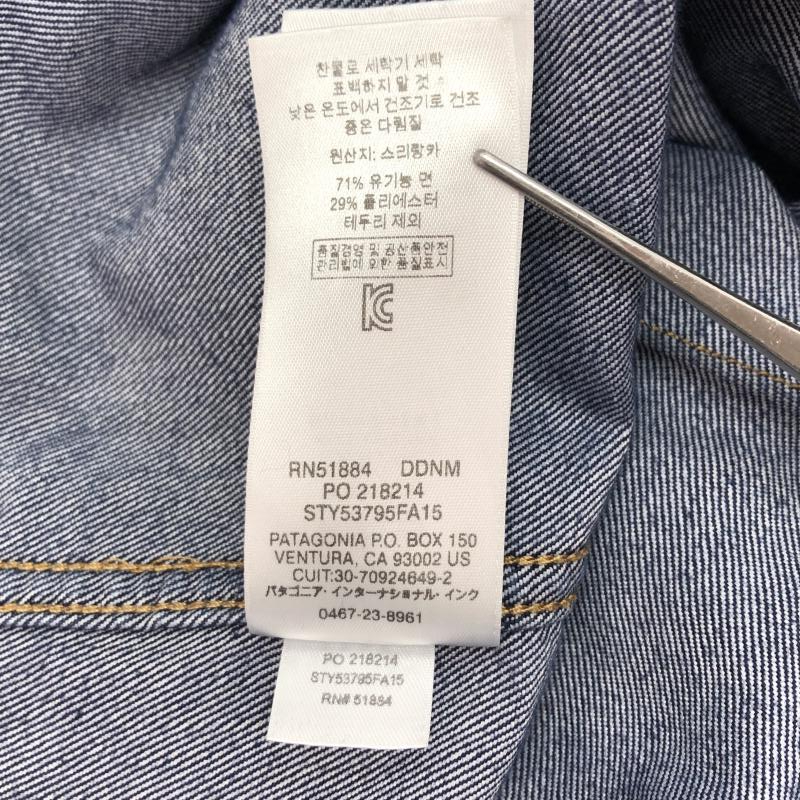 찬물로 세탁기 세탁
표백하지 말 것
낮은 온도에서 건조기로 건조
중온 다림질
원산지: 스리랑카
71% 유기능 면
29% 폴리에스터
테두리 제외
품질경영 및 공산품안전
관리법에 의한 품질표시
RN51884 DDNM
PO 218214
STY53795FA15
PATAGONIA P.O. BOX 150
VENTURA, CA 93002 US
CUIT:30-70924649-2
パタゴニア・インターナショナル・インク
0467-23-8961
PO 218214
STY53795FA15
RN# 51884